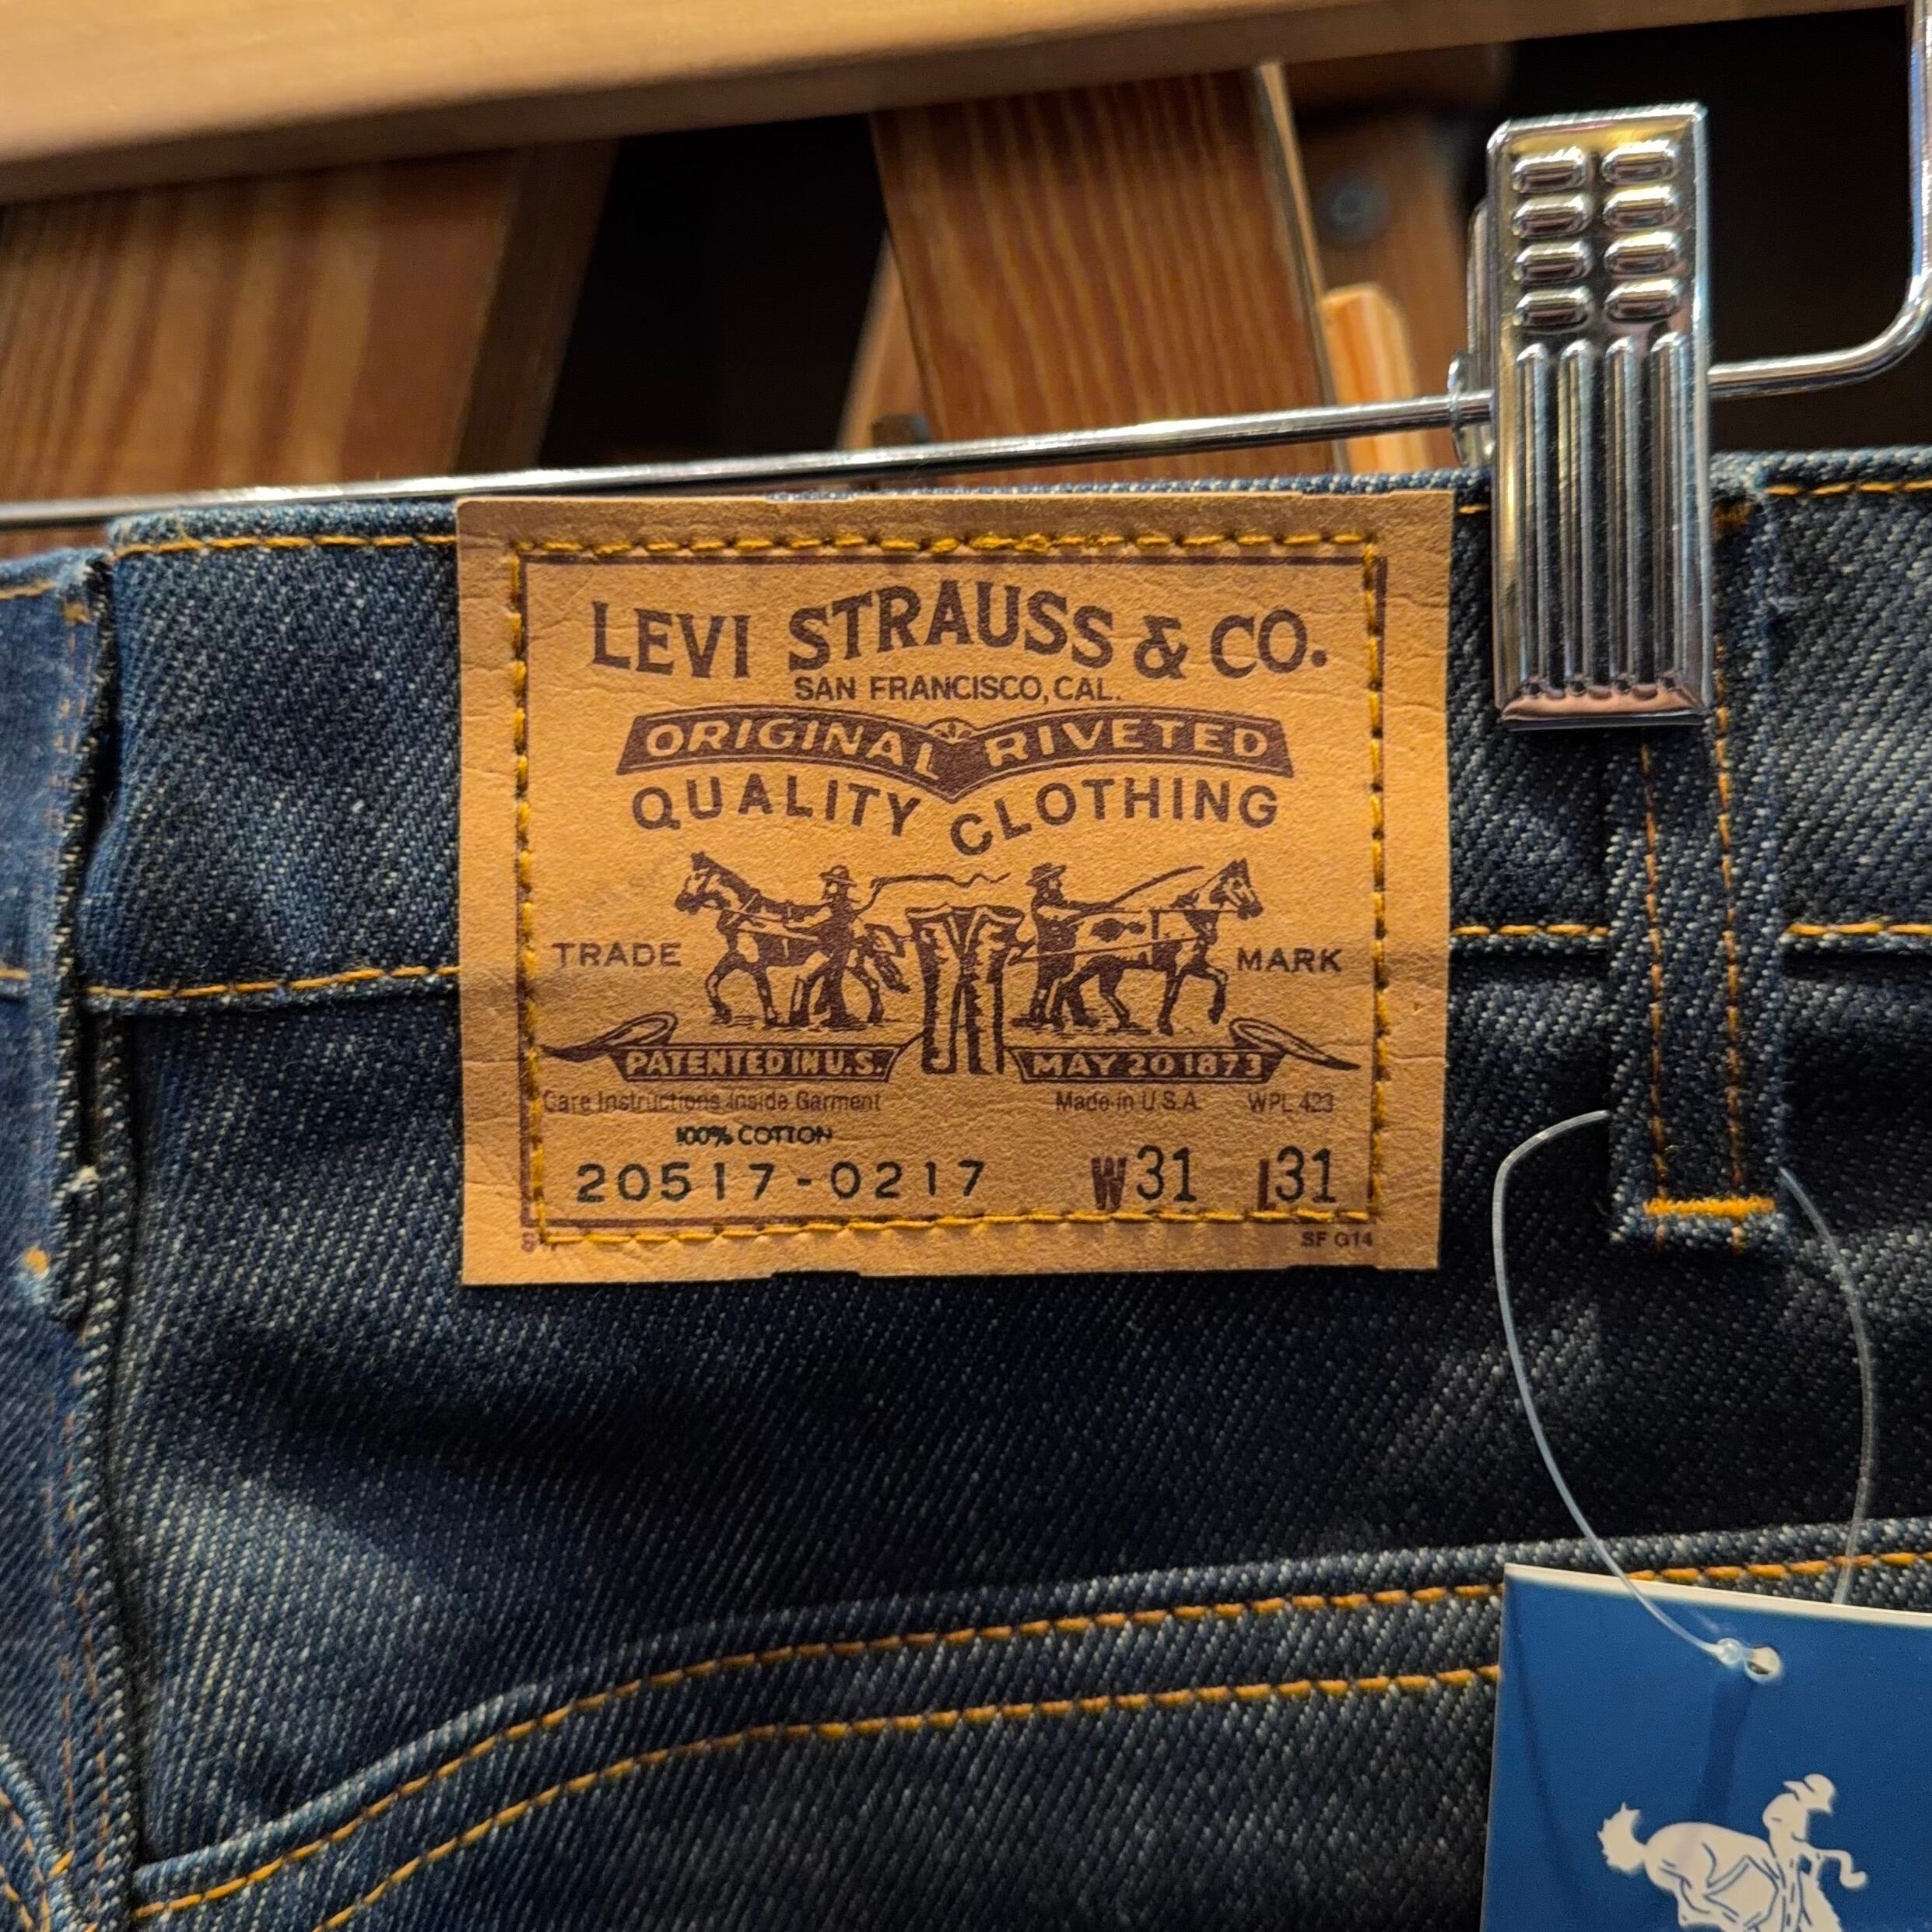 LEVI STRAUSS & CO.
SAN FRANCISCO, CAL.
ORIGINAL RIVETED
QUALITY CLOTHING
TRADE MARK
PATENTED IN U.S. MAY 20 1873
Care Instructions Inside Garment Made in U.S.A. WPL 423
100% COTTON
20517-0217 W31 L31
SF G14